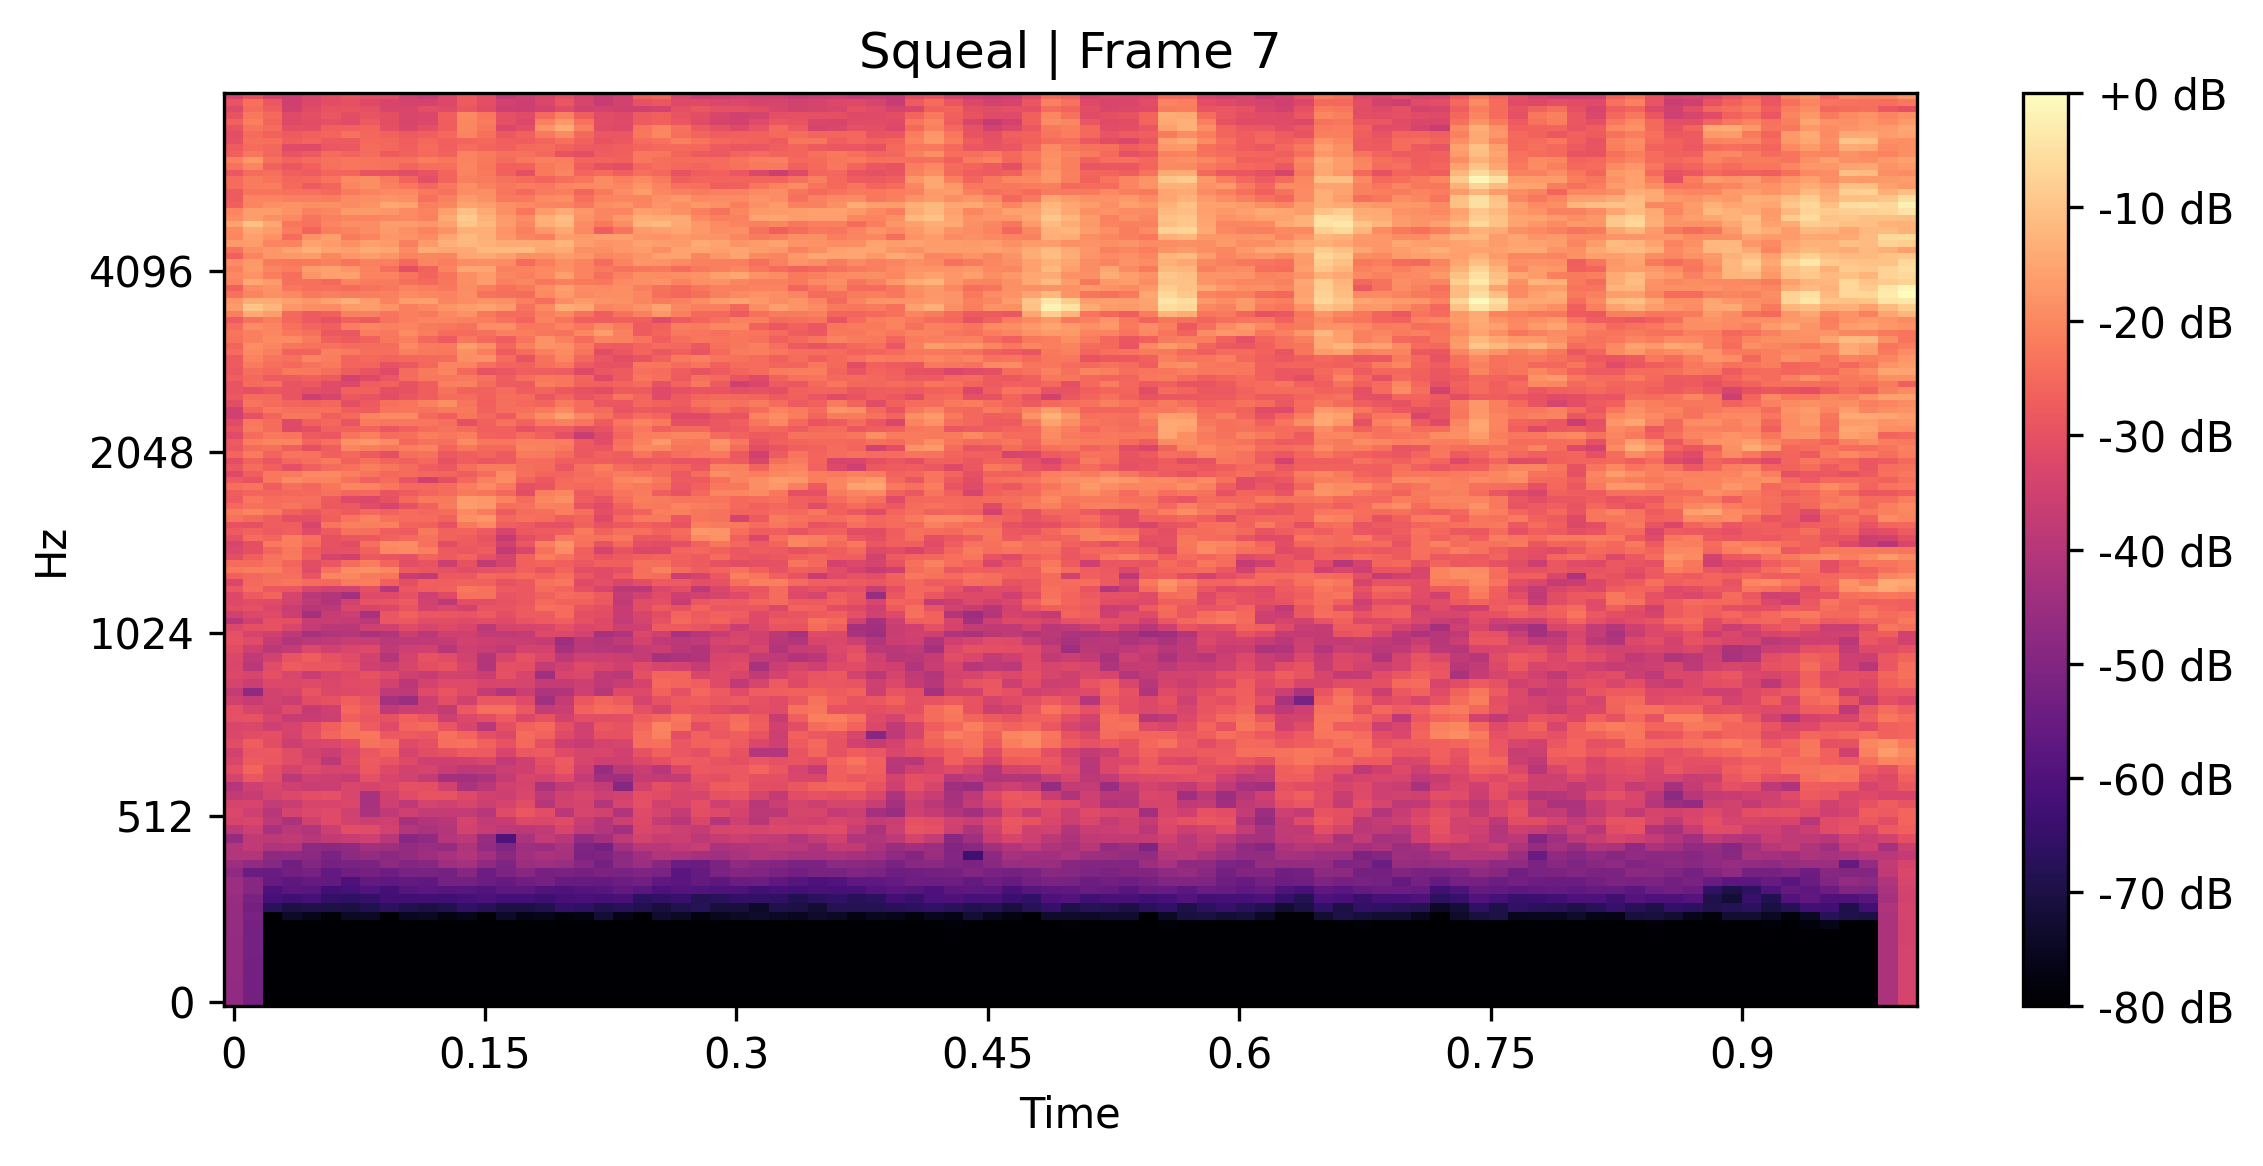 Squeal | Frame 7
+0 dB
-10 dB
-20 dB
-30 dB
-40 dB
-50 dB
-60 dB
-70 dB
-80 dB
Hz
4096
2048
1024
512
0
0 0.15 0.3 0.45 0.6 0.75 0.9
Time